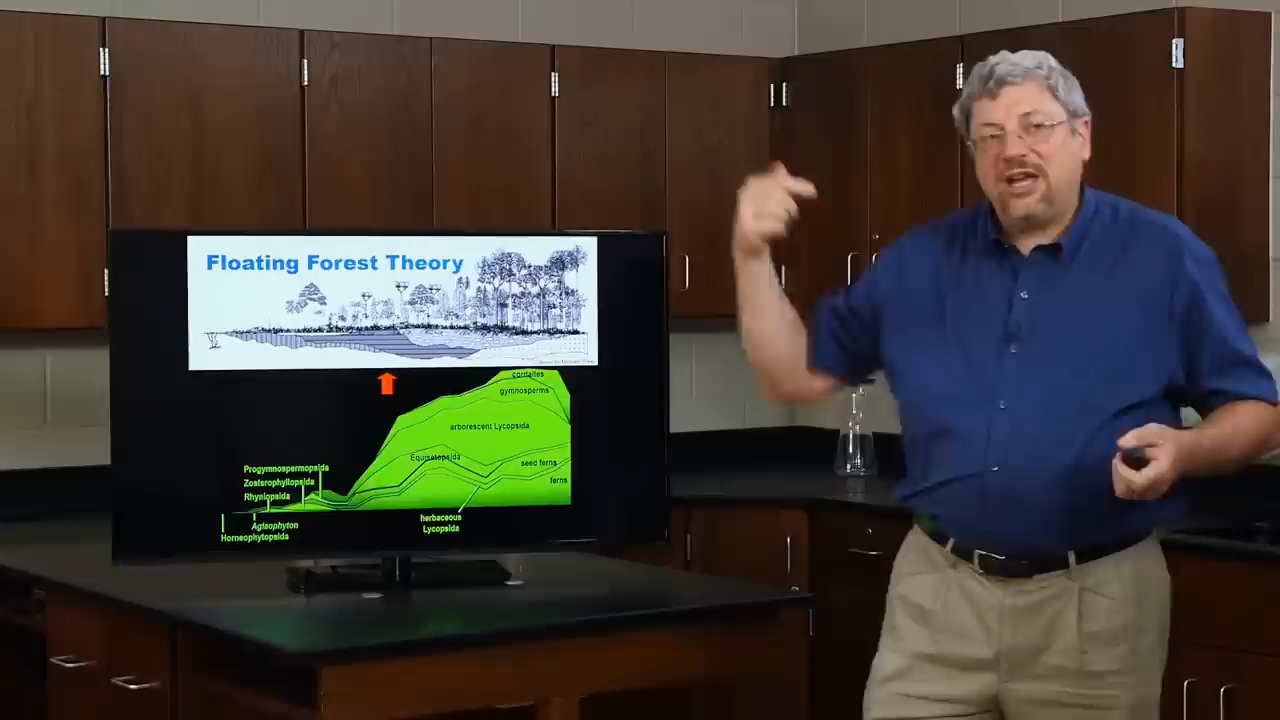 Floating Forest Theory
cordaites
gymnosperms
arborescent Lycopsida
Equisetopsida
seed ferns
ferns
Progymnospermopsida
Zosterophyllopsida
Rhyniopsida
Aglaophyton
Horneophytopsida
herbaceous
Lycopsida